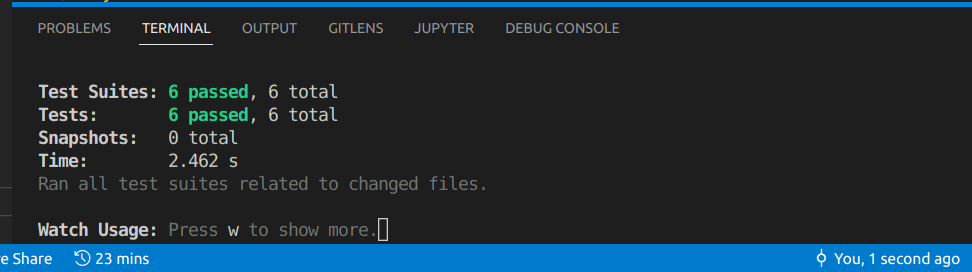 PROBLEMS TERMINAL OUTPUT GITLENS JUPYTER DEBUG CONSOLE
Test Suites: 6 passed, 6 total
Tests: 6 passed, 6 total
Snapshots: 0 total
Time: 2.462 s
Ran all test suites related to changed files.
Watch Usage: Press w to show more.
e Share 23 mins You, 1 second ago